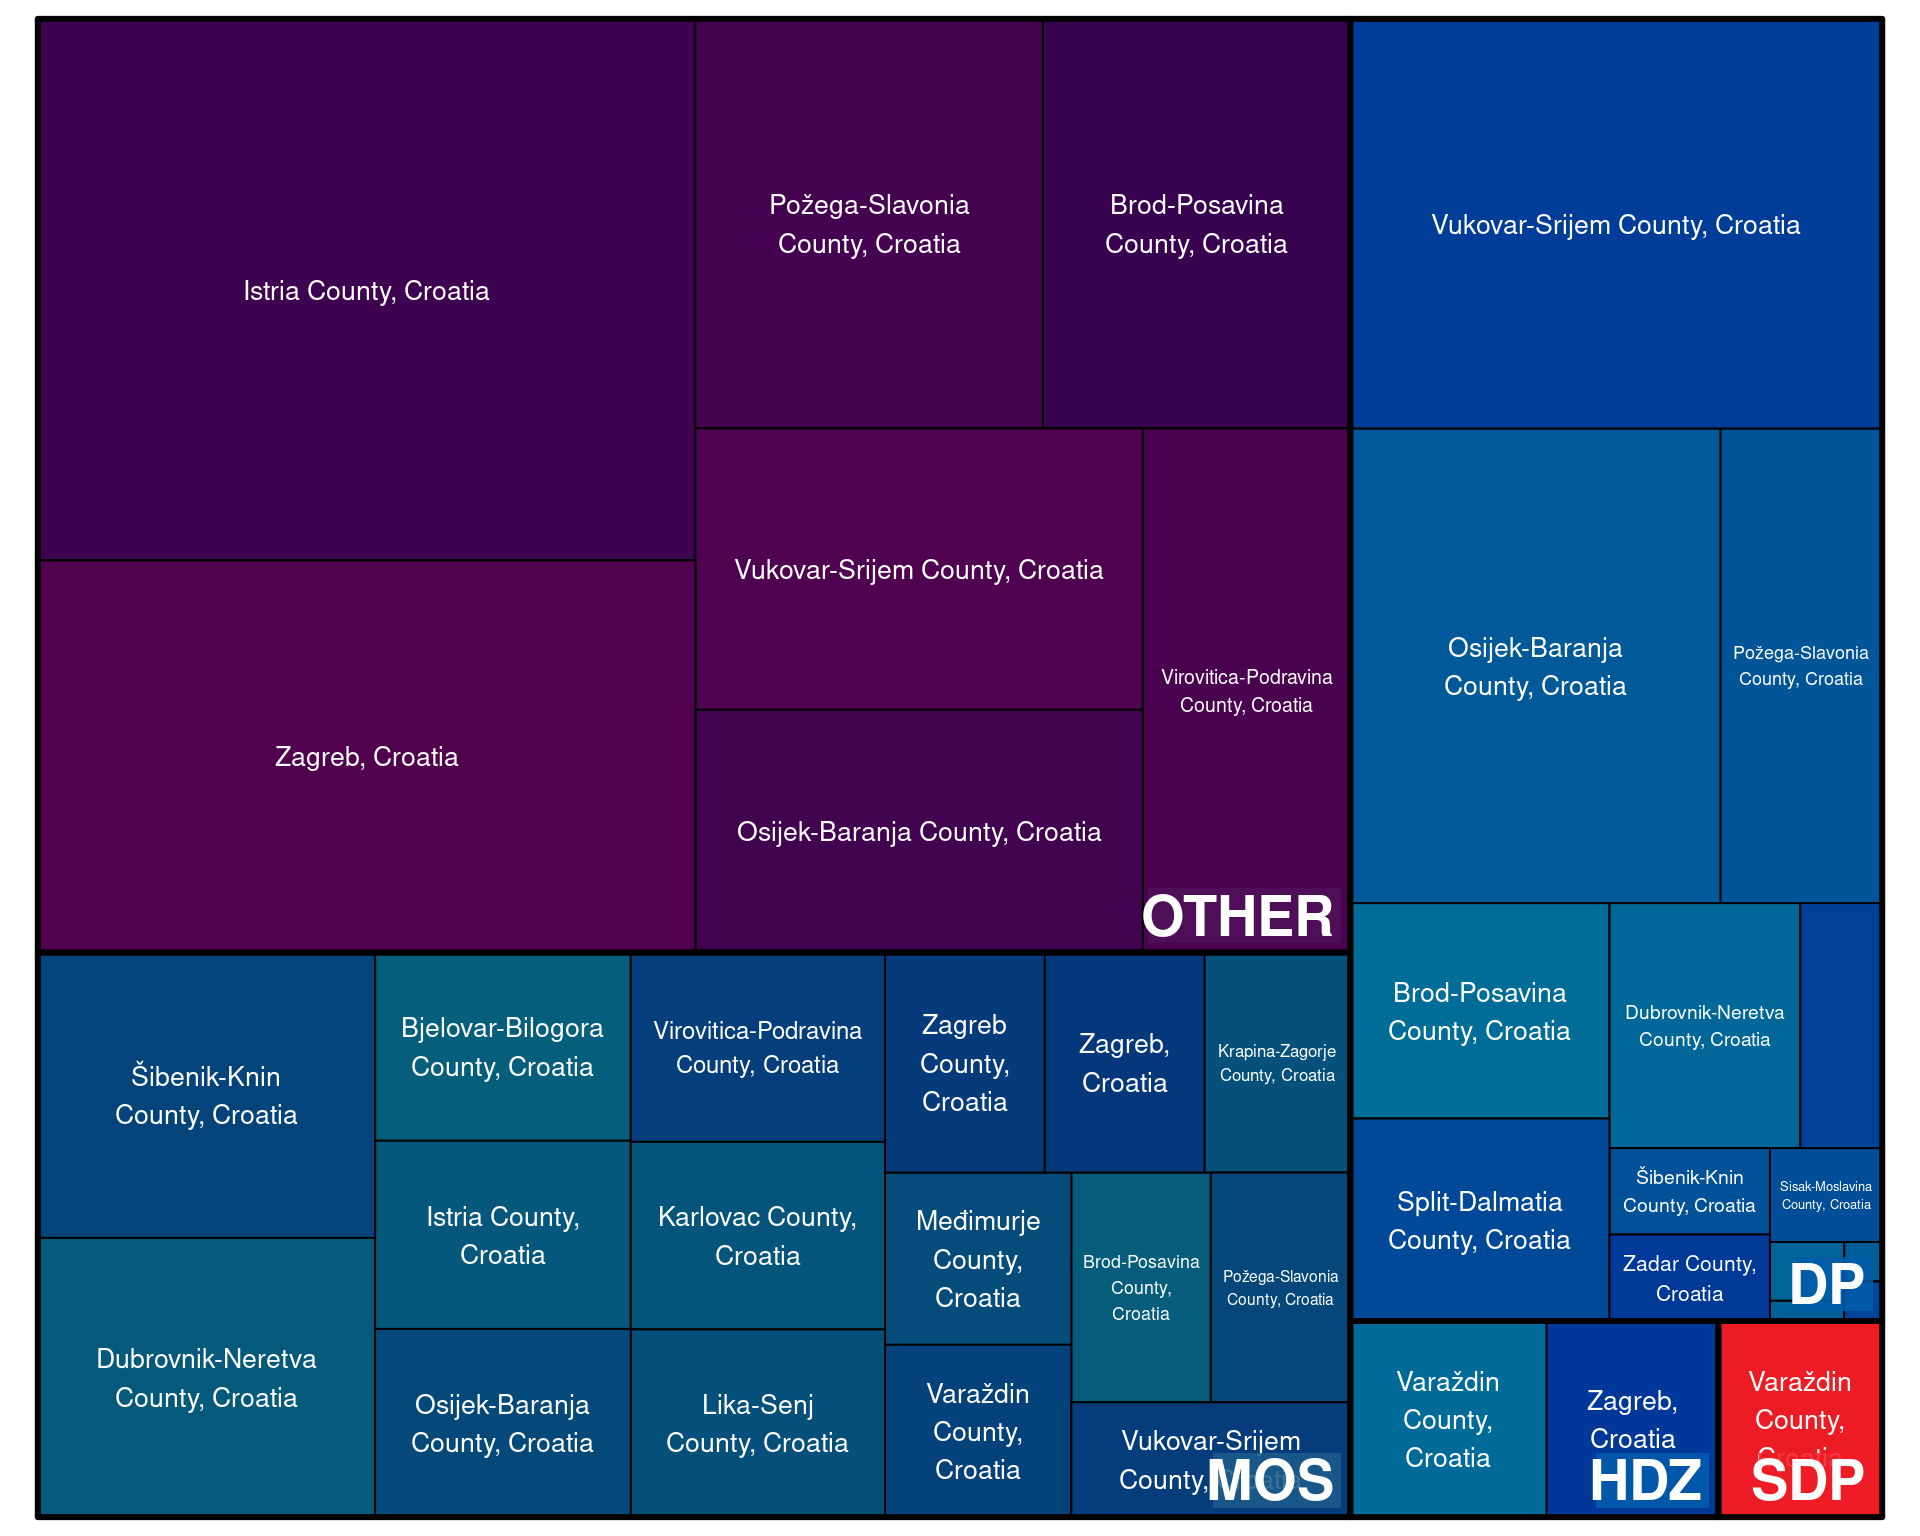 Istria County, Croatia
Zagreb, Croatia
Požega-Slavonia
County, Croatia
Brod-Posavina
County, Croatia
Vukovar-Srijem County, Croatia
Osijek-Baranja County, Croatia
Virovitica-Podravina
County, Croatia
OTHER
Vukovar-Srijem County, Croatia
Osijek-Baranja
County, Croatia
Požega-Slavonia
County, Croatia
Brod-Posavina
County, Croatia
Dubrovnik-Neretva
County, Croatia
Split-Dalmatia
County, Croatia
Šibenik-Knin
County, Croatia
Sisak-Moslavina
County, Croatia
Zadar County,
Croatia
DP
Šibenik-Knin
County, Croatia
Dubrovnik-Neretva
County, Croatia
Bjelovar-Bilogora
County, Croatia
Istria County,
Croatia
Osijek-Baranja
County, Croatia
Virovitica-Podravina
County, Croatia
Karlovac County,
Croatia
Lika-Senj
County, Croatia
Zagreb
County,
Croatia
Zagreb,
Croatia
Krapina-Zagorje
County, Croatia
Međimurje
County,
Croatia
Brod-Posavina
County,
Croatia
Požega-Slavonia
County, Croatia
Varaždin
County,
Croatia
Vukovar-Srijem
County, Croatia
MOS
Varaždin
County,
Croatia
Zagreb,
Croatia
HDZ
Varaždin
County,
Croatia
SDP